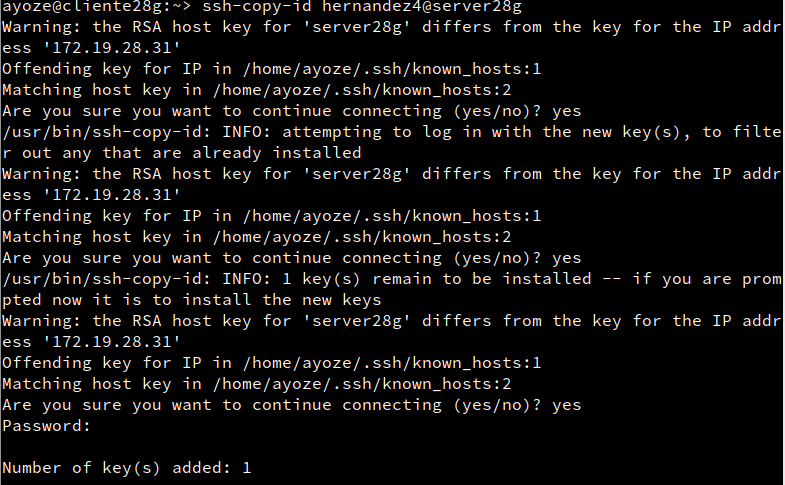 ayoze@cliente28g:~> ssh-copy-id hernandez4@server28g
Warning: the RSA host key for 'server28g' differs from the key for the IP addr
ess '172.19.28.31'
Offending key for IP in /home/ayoze/.ssh/known_hosts:1
Matching host key in /home/ayoze/.ssh/known_hosts:2
Are you sure you want to continue connecting (yes/no)? yes
/usr/bin/ssh-copy-id: INFO: attempting to log in with the new key(s), to filte
r out any that are already installed
Warning: the RSA host key for 'server28g' differs from the key for the IP addr
ess '172.19.28.31'
Offending key for IP in /home/ayoze/.ssh/known_hosts:1
Matching host key in /home/ayoze/.ssh/known_hosts:2
Are you sure you want to continue connecting (yes/no)? yes
/usr/bin/ssh-copy-id: INFO: 1 key(s) remain to be installed -- if you are prom
pted now it is to install the new keys
Warning: the RSA host key for 'server28g' differs from the key for the IP addr
ess '172.19.28.31'
Offending key for IP in /home/ayoze/.ssh/known_hosts:1
Matching host key in /home/ayoze/.ssh/known_hosts:2
Are you sure you want to continue connecting (yes/no)? yes
Password:
Number of key(s) added: 1